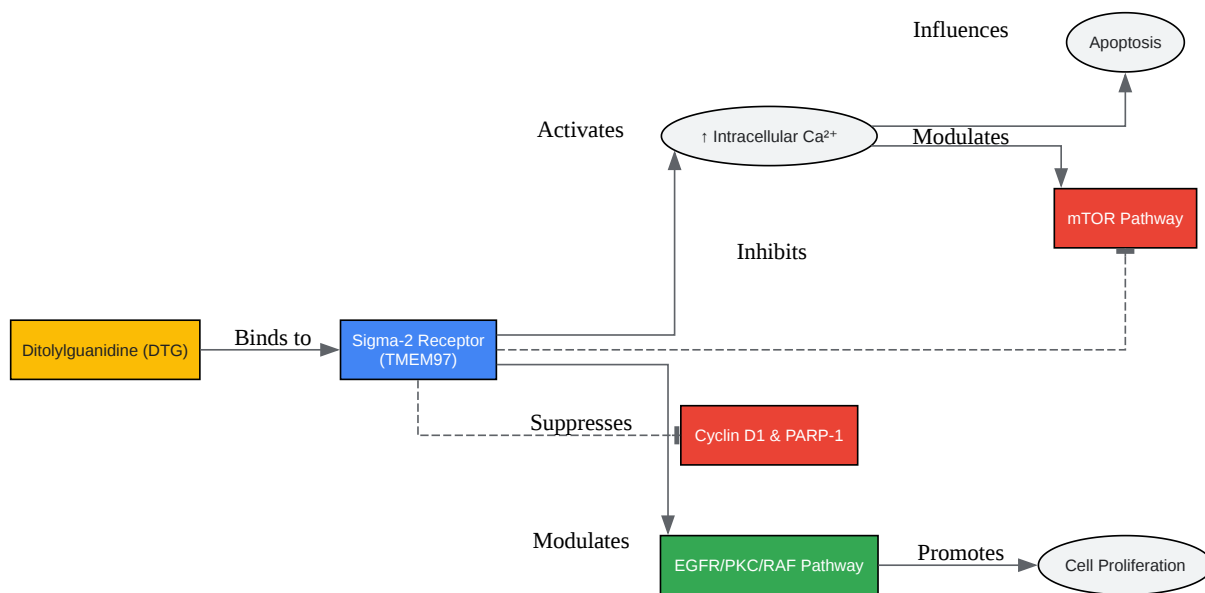 Influences
Apoptosis
Activates
↑ Intracellular Ca²⁺
Modulates
mTOR Pathway
Inhibits
Ditolylguanidine (DTG)
Binds to
Sigma-2 Receptor
(TMEM97)
Suppresses
Cyclin D1 & PARP-1
Modulates
EGFR/PKC/RAF Pathway
Promotes
Cell Proliferation